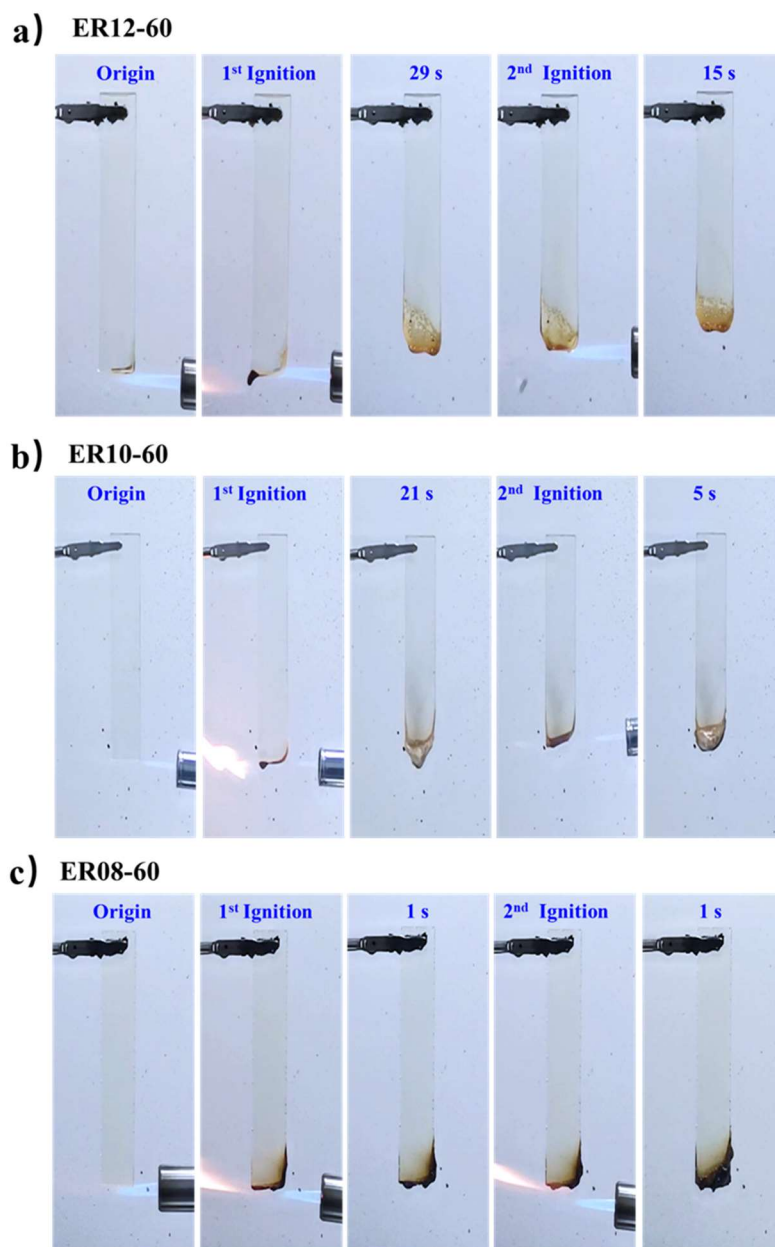 a) ER12-60
Origin 1st Ignition 29 s 2nd Ignition 15 s
b) ER10-60
Origin 1st Ignition 21 s 2nd Ignition 5 s
c) ER08-60
Origin 1st Ignition 1 s 2nd Ignition 1 s